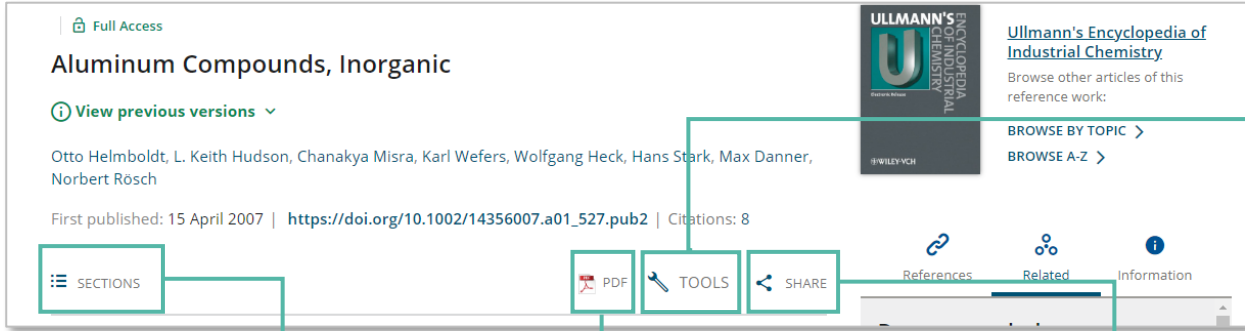 Full Access
Aluminum Compounds, Inorganic
View previous versions
Otto Helmboldt, L. Keith Hudson, Chanakya Misra, Karl Wefers, Wolfgang Heck, Hans Stark, Max Danner,
Norbert Rösch
First published: 15 April 2007 | https://doi.org/10.1002/14356007.a01_527.pub2 | Citations: 8
SECTIONS
PDF
TOOLS
SHARE
ULLMANN'S
ENCYCLOPEDIA
OF INDUSTRIAL
CHEMISTRY
U
WILEY-VCH
Ullmann's Encyclopedia of
Industrial Chemistry
Browse other articles of this
reference work:
BROWSE BY TOPIC
BROWSE A-Z
References
Related
Information